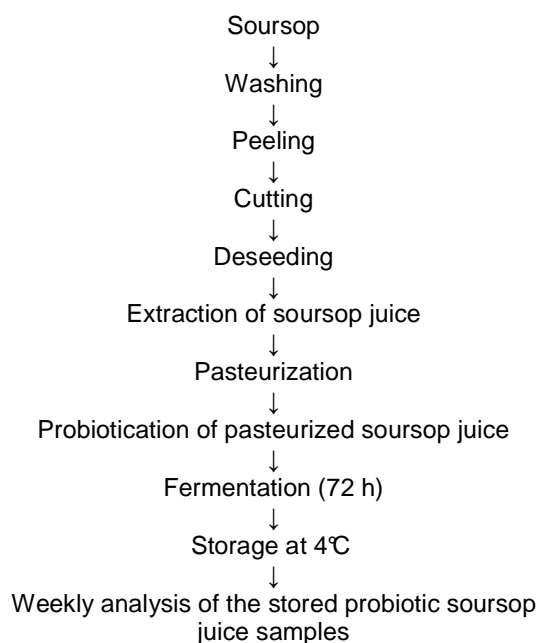 Soursop
↓
Washing
↓
Peeling
↓
Cutting
↓
Deseeding
↓
Extraction of soursop juice
↓
Pasteurization
↓
Probiotication of pasteurized soursop juice
↓
Fermentation (72 h)
↓
Storage at 4°C
↓
Weekly analysis of the stored probiotic soursop
juice samples